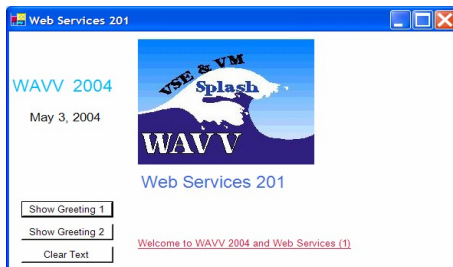 Web Services 201
WAVV 2004
May 3, 2004
VSE & VM
Splash
WAVV
Web Services 201
Show Greeting 1
Show Greeting 2
Clear Text
Welcome to WAVV 2004 and Web Services (1)